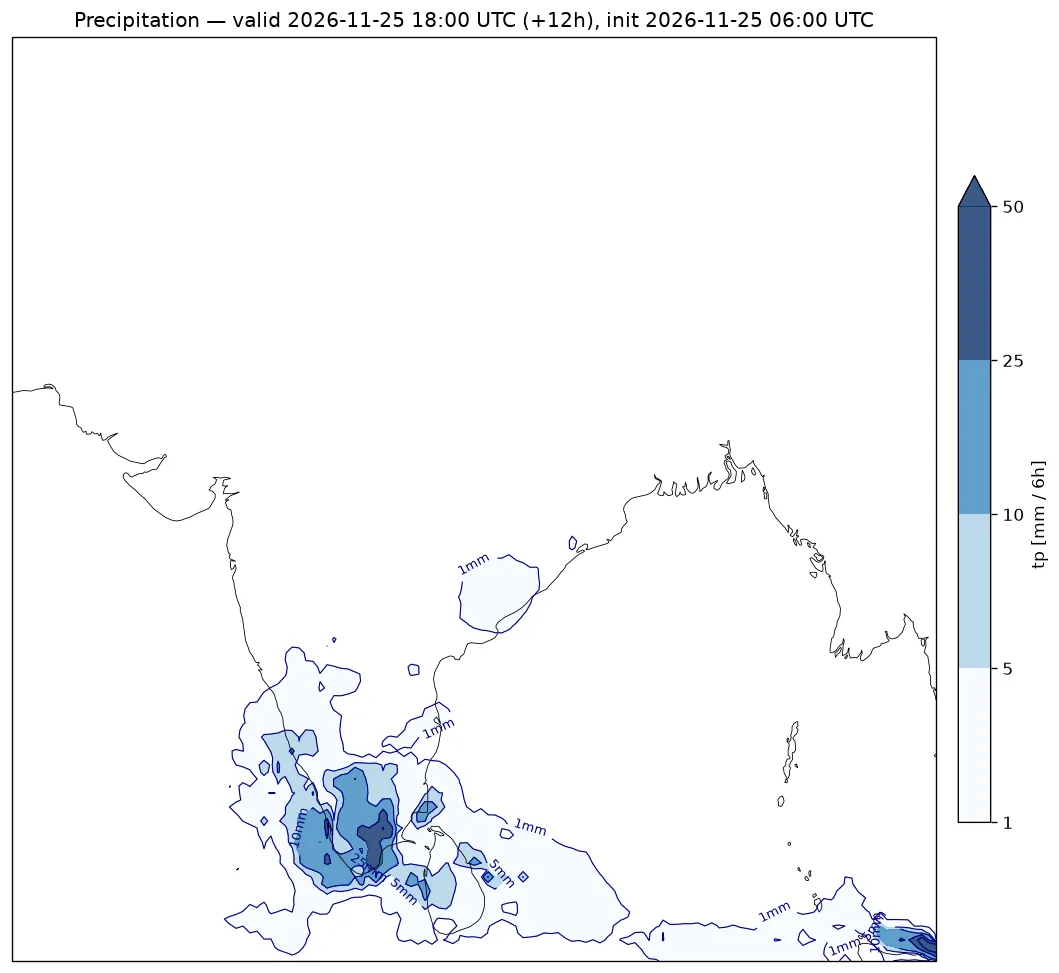 Precipitation — valid 2026-11-25 18:00 UTC (+12h), init 2026-11-25 06:00 UTC
50
25
10
5
1
tp [mm / 6h]
1mm
1mm
1mm
10mm
5mm
5mm
1mm
1mm
10mm